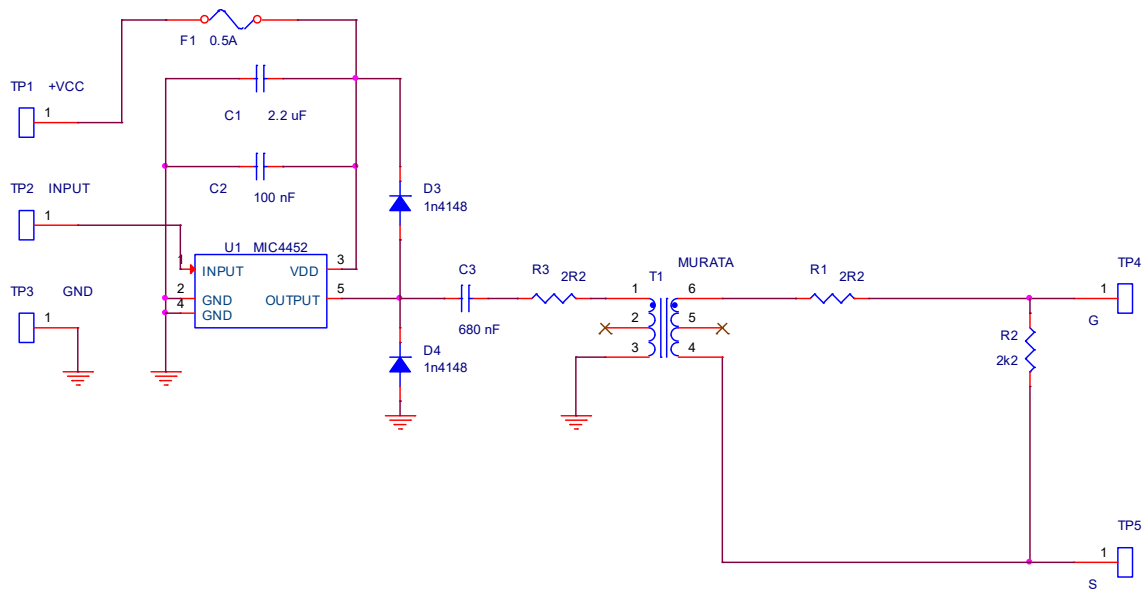 F1 0.5A
TP1 +VCC
1
C1 2.2 uF
TP2 INPUT
1
C2 100 nF
D3
1n4148
U1 MIC4452
1 INPUT VDD 3
2 GND OUTPUT 5
4 GND
TP3 GND
1
C3
680 nF
R3 2R2
T1 MURATA
1 6
2 5
3 4
R1 2R2
TP4
1
G
R2
2k2
D4
1n4148
TP5
1
S